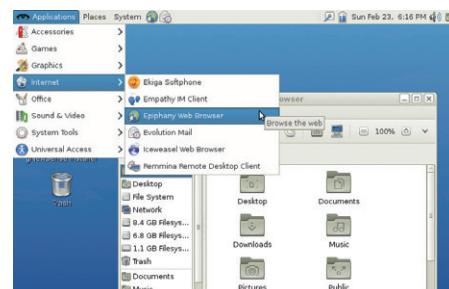 Applications Places System Sun Feb 23, 6:16 PM
Accessories
Games
Graphics
Internet
Office
Sound & Video
System Tools
Universal Access
Ekiga Softphone
Empathy IM Client
Epiphany Web Browser
Evolution Mail
Iceweasel Web Browser
Remmina Remote Desktop Client
Browse the web
100%
Trash
Desktop
File System
Network
8.4 GB Filesys...
6.8 GB Filesys...
1.1 GB Filesys...
Trash
Documents
Desktop
Documents
Downloads
Music
Pictures
Public